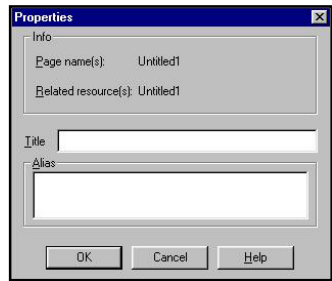 Properties
Info
Page name(s): Untitled1
Related resource(s): Untitled1
Title
Alias
OK Cancel Help